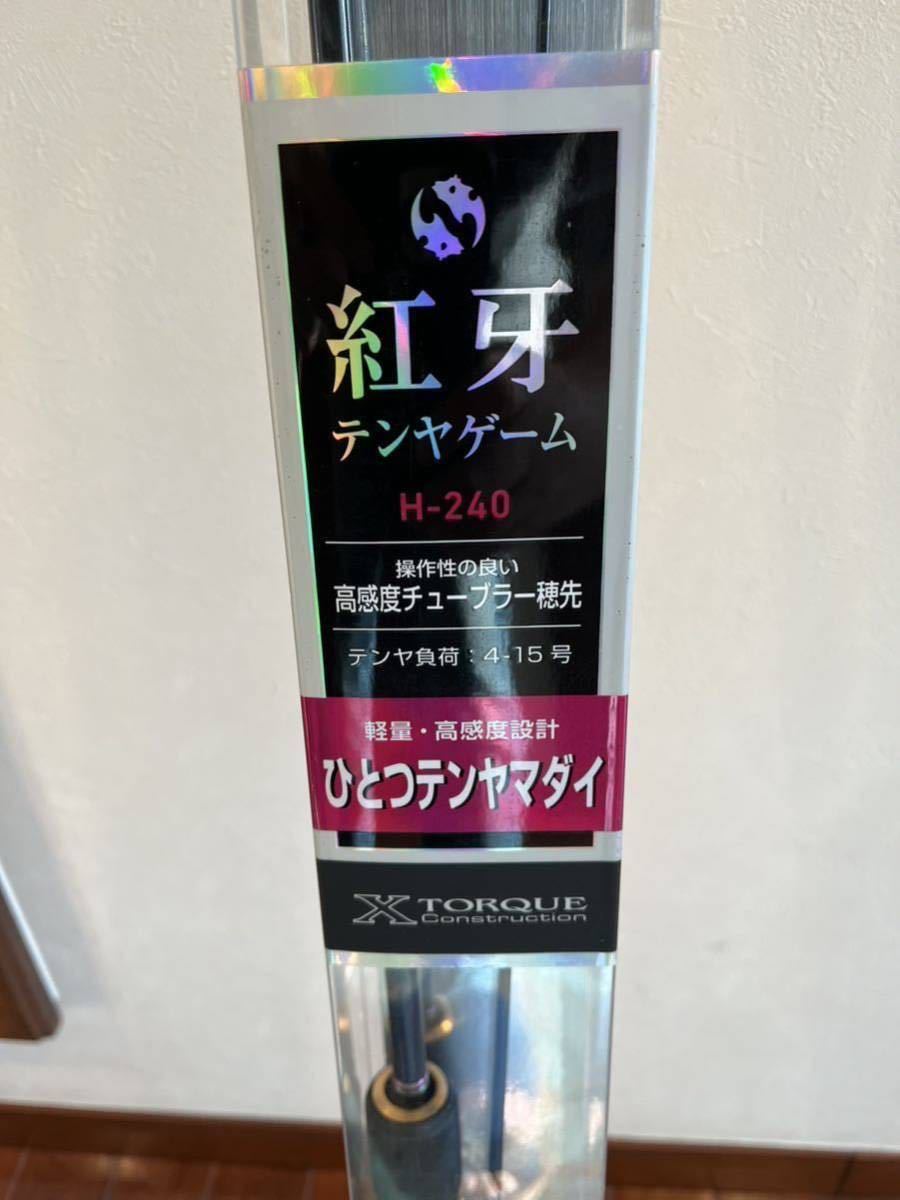 紅牙
テンヤゲーム
H-240
操作性の良い
高感度チューブラー穂先
テンヤ負荷：4-15号
軽量・高感度設計
ひとつテンヤマダイ
X TORQUE
Construction